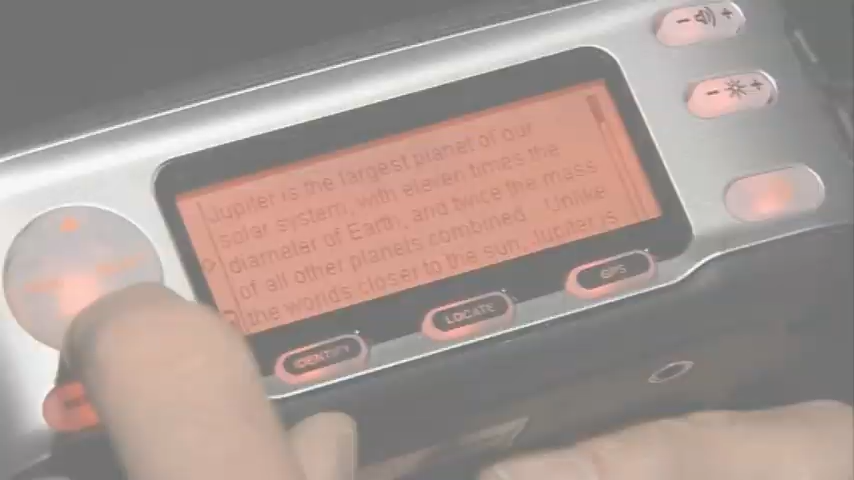 Jupiter is the largest planet of our
solar system, with eleven times the
diameter of Earth, and twice the mass
of all other planets combined. Unlike
the worlds closer to the sun, Jupiter is
IDENTIFY
LOCATE
GPS